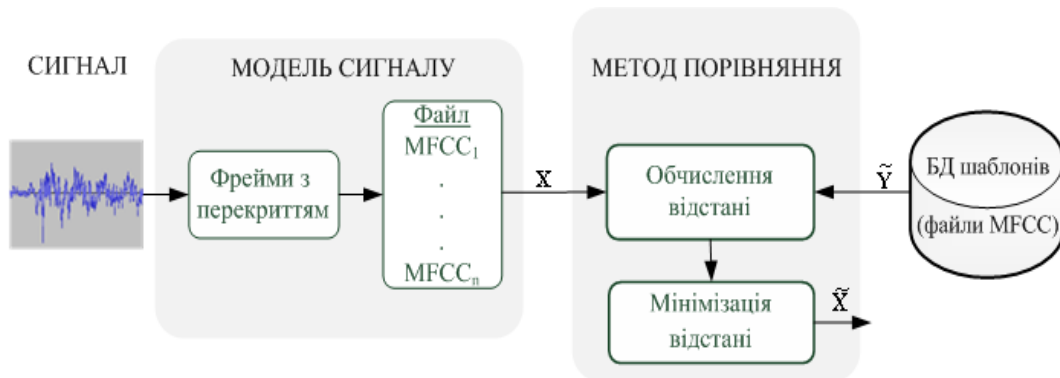 СИГНАЛ
МОДЕЛЬ СИГНАЛУ
Фрейми з
перекриттям
Файл
MFCC₁
.
.
.
MFCCₙ
X
МЕТОД ПОРІВНЯННЯ
Обчислення
відстані
Мінімізація
відстані
Ỹ
X̃
БД шаблонів
(файли MFCC)